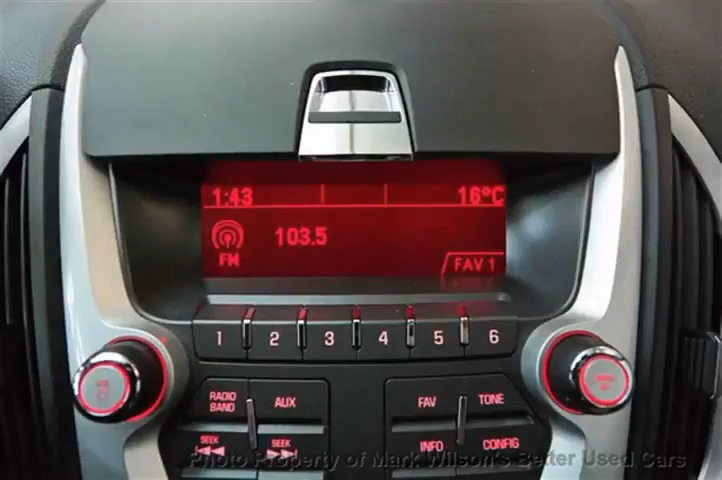 1:43 16°C
FM 103.5
FAV 1
1 2 3 4 5 6
RADIO BAND AUX FAV TONE
SEEK SEEK INFO CONFIG
Photo Property of Mark Wilson's Better Used Cars